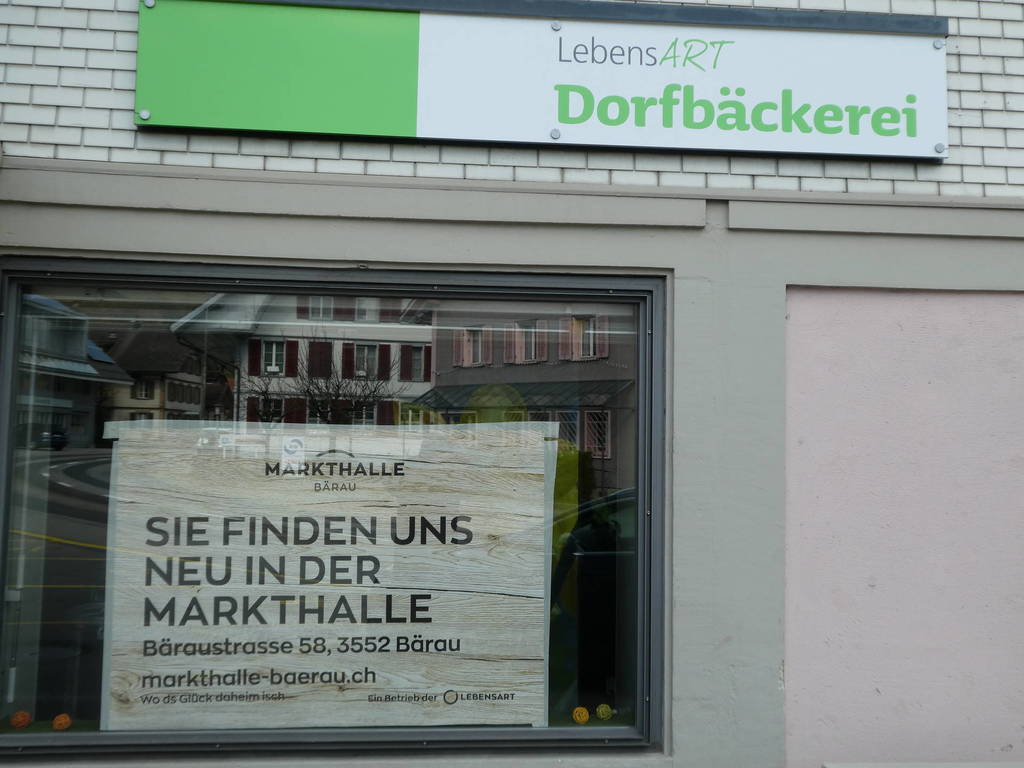 LebensART
Dorfbäckerei
MARKTHALLE
BÄRAU
SIE FINDEN UNS
NEU IN DER
MARKTHALLE
Bäraustrasse 58, 3552 Bärau
markthalle-baerau.ch
Wo ds Glück daheim isch
Ein Betrieb der LEBENSART